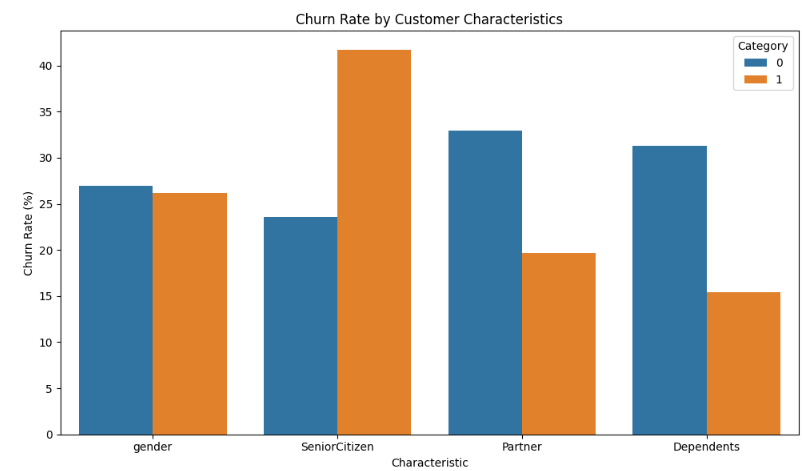 Churn Rate by Customer Characteristics
Category
0
1
Churn Rate (%)
40
35
30
25
20
15
10
5
0
gender
SeniorCitizen
Partner
Dependents
Characteristic